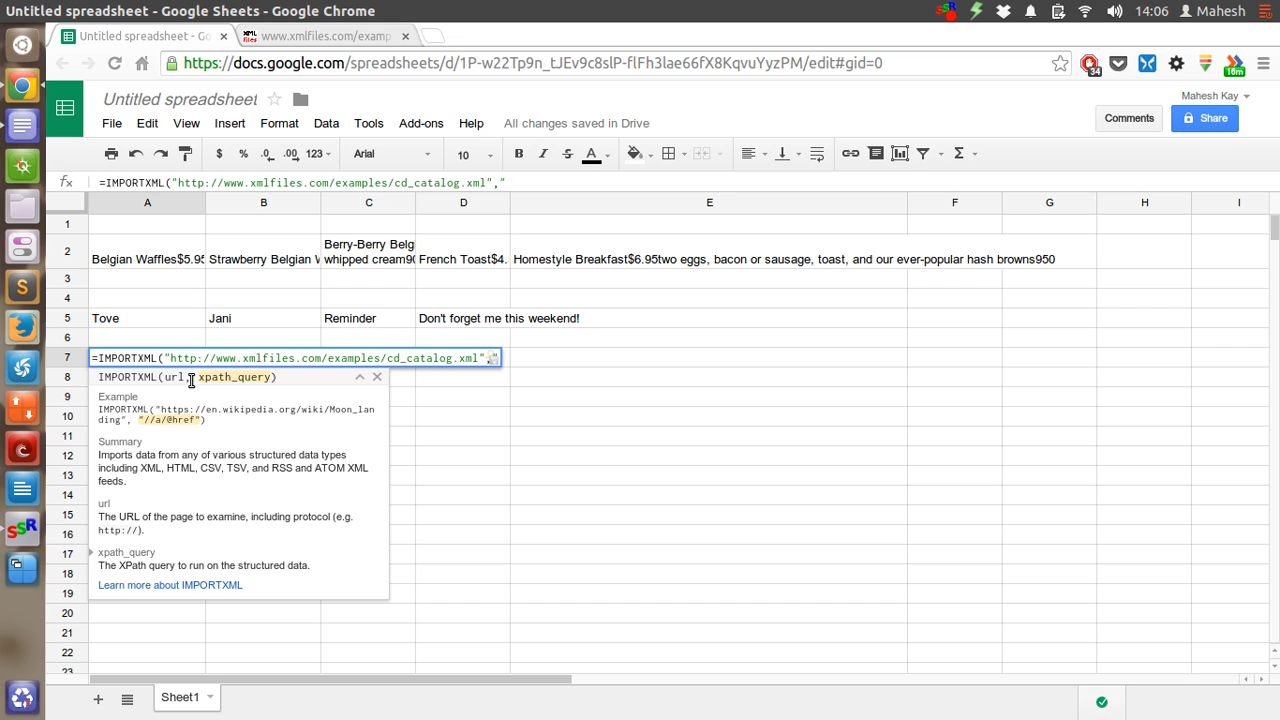 Untitled spreadsheet - Google Sheets - Google Chrome
14:06 Mahesh
Untitled spreadsheet - Go ×
www.xmlfiles.com/examp ×
https://docs.google.com/spreadsheets/d/1P-w22Tp9n_tJEv9c8slP-flFh3lae66fX8KqvuYyzPM/edit#gid=0
34
16m
Untitled spreadsheet
Mahesh Kay
File Edit View Insert Format Data Tools Add-ons Help All changes saved in Drive
Comments Share
$ % .0 .00 123 Arial 10 B I S A Σ
fx =IMPORTXML("http://www.xmlfiles.com/examples/cd_catalog.xml","
A B C D E F G H I
1
2 Belgian Waffles$5.95 Strawberry Belgian W Berry-Berry Belg
whipped cream90 French Toast$4. Homestyle Breakfast$6.95two eggs, bacon or sausage, toast, and our ever-popular hash browns950
3
4
5 Tove Jani Reminder Don't forget me this weekend!
6
7 =IMPORTXML("http://www.xmlfiles.com/examples/cd_catalog.xml","
8 IMPORTXML(url, xpath_query)
9 Example
10 IMPORTXML("https://en.wikipedia.org/wiki/Moon_lan
ding", "//a/@href")
11 Summary
12 Imports data from any of various structured data types
13 including XML, HTML, CSV, TSV, and RSS and ATOM XML
feeds.
14 url
15 The URL of the page to examine, including protocol (e.g.
16 http://).
17 xpath_query
18 The XPath query to run on the structured data.
19 Learn more about IMPORTXML
20
21
22
23
Sheet1